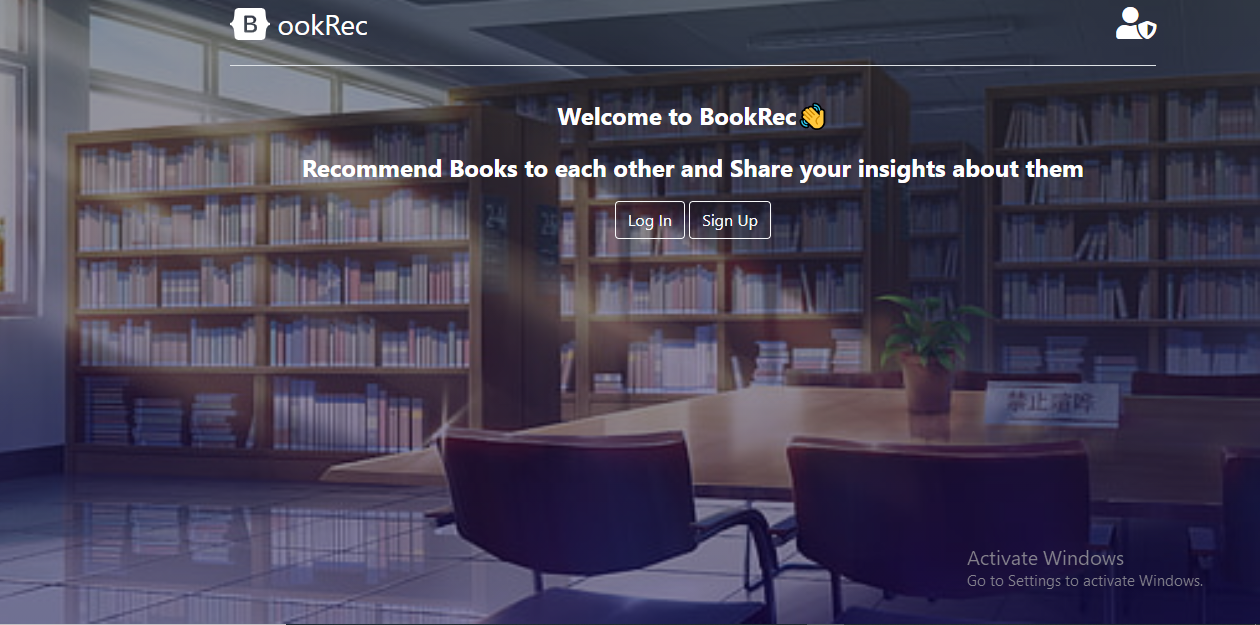 B ookRec
Welcome to BookRec👋
Recommend Books to each other and Share your insights about them
Log In Sign Up
24
禁止喧哗
Activate Windows
Go to Settings to activate Windows.